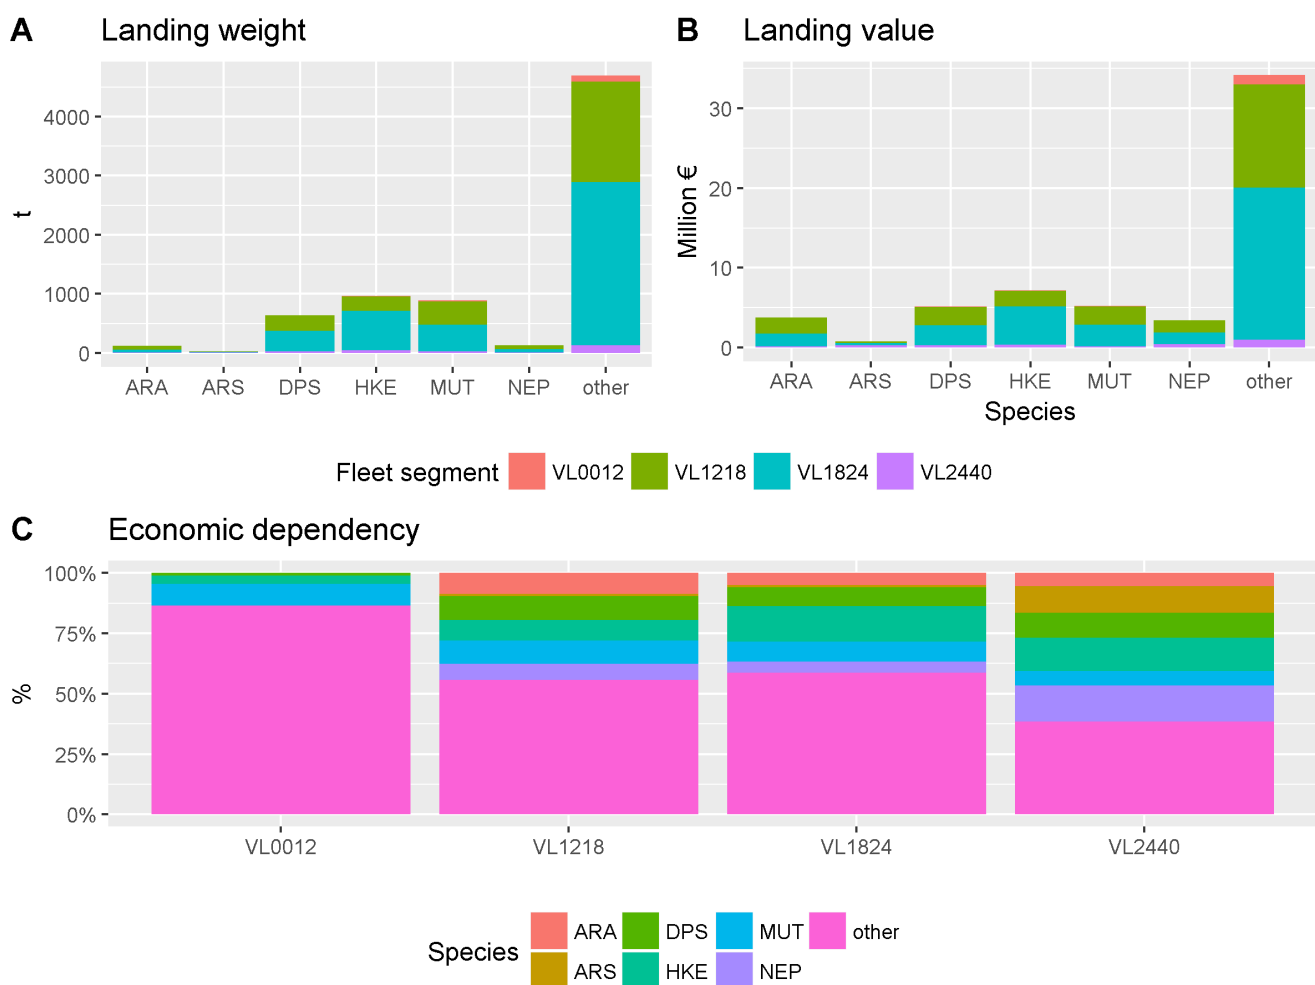 A Landing weight
4000
3000
2000
1000
0
t
ARA ARS DPS HKE MUT NEP other
B Landing value
30
20
10
0
Million €
ARA ARS DPS HKE MUT NEP other
Species
Fleet segment VL0012 VL1218 VL1824 VL2440
C Economic dependency
100%
75%
50%
25%
0%
%
VL0012 VL1218 VL1824 VL2440
Species
ARA DPS MUT other
ARS HKE NEP